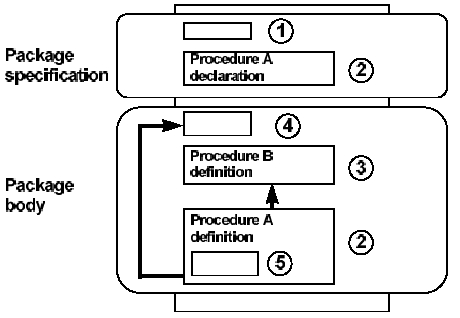 1
Package
specification
Procedure A
declaration
2
4
Procedure B
definition
3
Package
body
Procedure A
definition
2
5